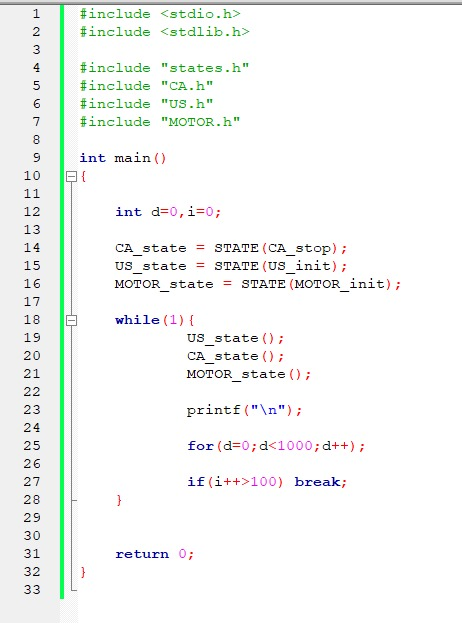 1 #include <stdio.h>
2 #include <stdlib.h>
3
4 #include "states.h"
5 #include "CA.h"
6 #include "US.h"
7 #include "MOTOR.h"
8
9 int main()
10 {
11
12 int d=0,i=0;
13
14 CA_state = STATE(CA_stop);
15 US_state = STATE(US_init);
16 MOTOR_state = STATE(MOTOR_init);
17
18 while(1){
19 US_state();
20 CA_state();
21 MOTOR_state();
22
23 printf("\n");
24
25 for(d=0;d<1000;d++);
26
27 if(i++>100) break;
28 }
29
30
31 return 0;
32 }
33